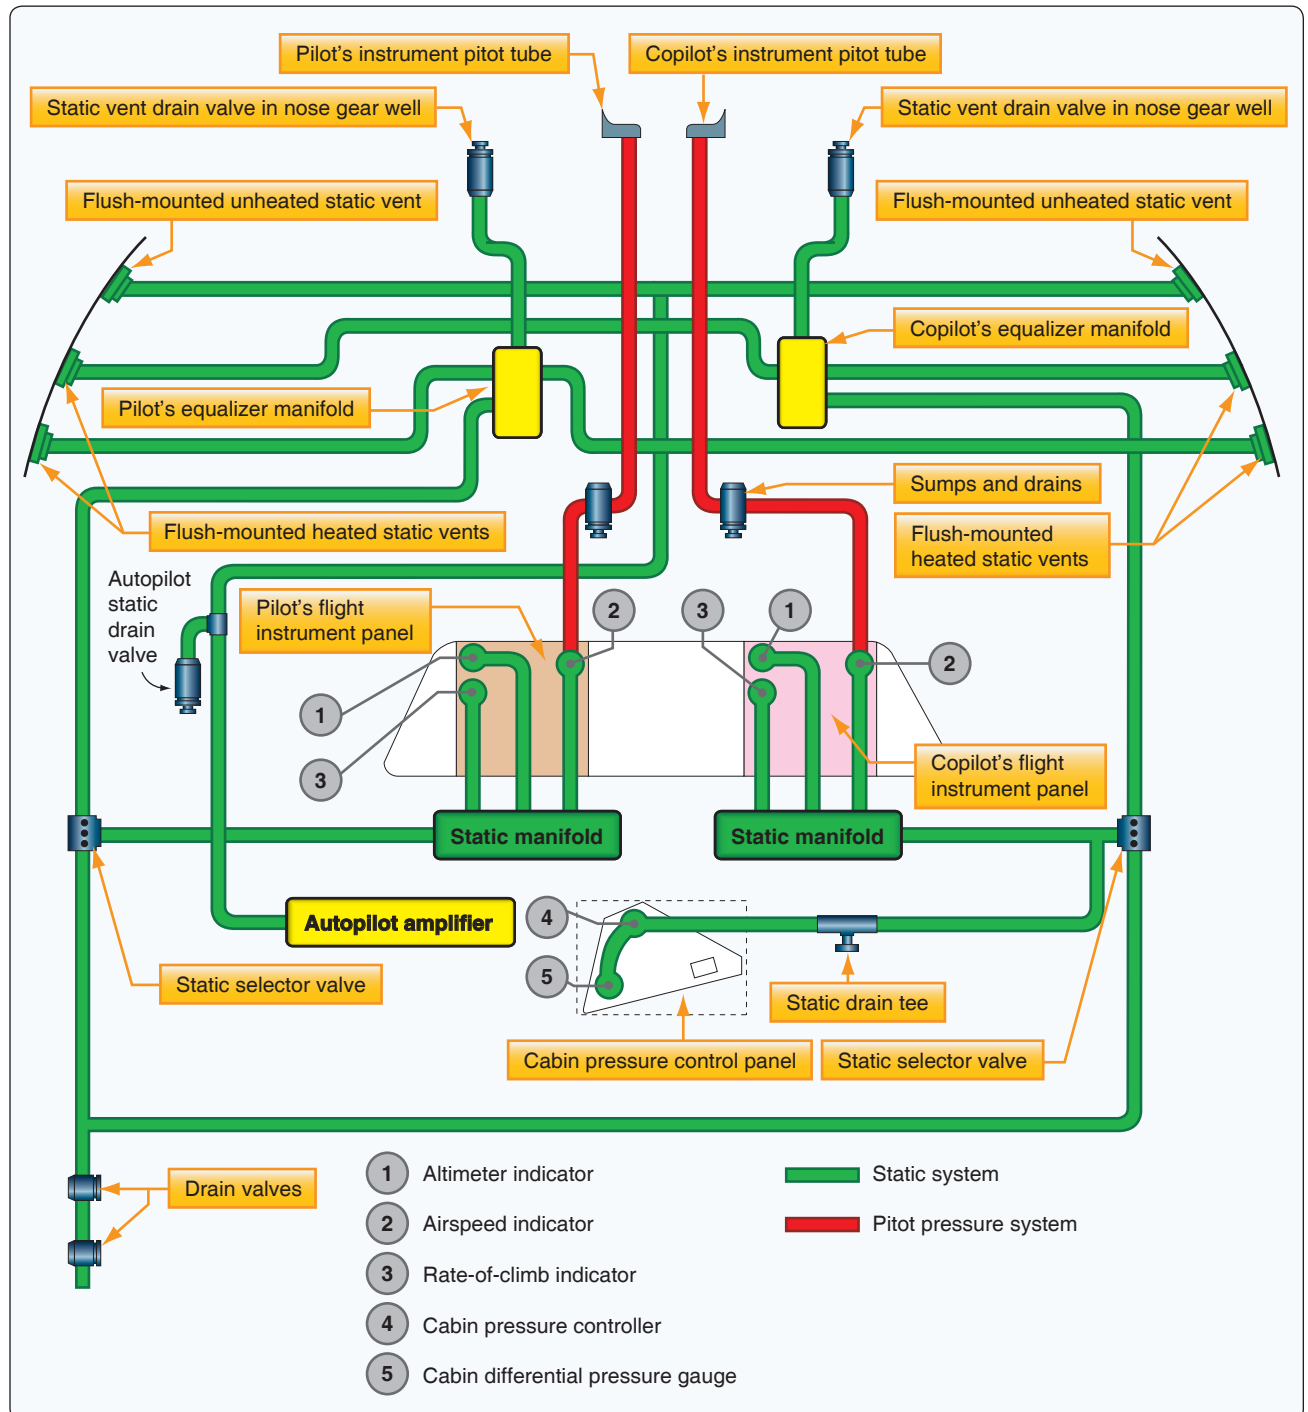 Pilot’s instrument pitot tube
Copilot’s instrument pitot tube
Static vent drain valve in nose gear well
Static vent drain valve in nose gear well
Flush-mounted unheated static vent
Flush-mounted unheated static vent
Copilot’s equalizer manifold
Pilot’s equalizer manifold
Sumps and drains
Flush-mounted heated static vents
Flush-mounted
heated static vents
Autopilot
static
drain
valve
Pilot’s flight
instrument panel
2
3
1
2
1
3
Copilot’s flight
instrument panel
Static manifold
Static manifold
Autopilot amplifier
4
5
Static selector valve
Static drain tee
Cabin pressure control panel
Static selector valve
Drain valves
1 Altimeter indicator
2 Airspeed indicator
3 Rate-of-climb indicator
4 Cabin pressure controller
5 Cabin differential pressure gauge
Static system
Pitot pressure system